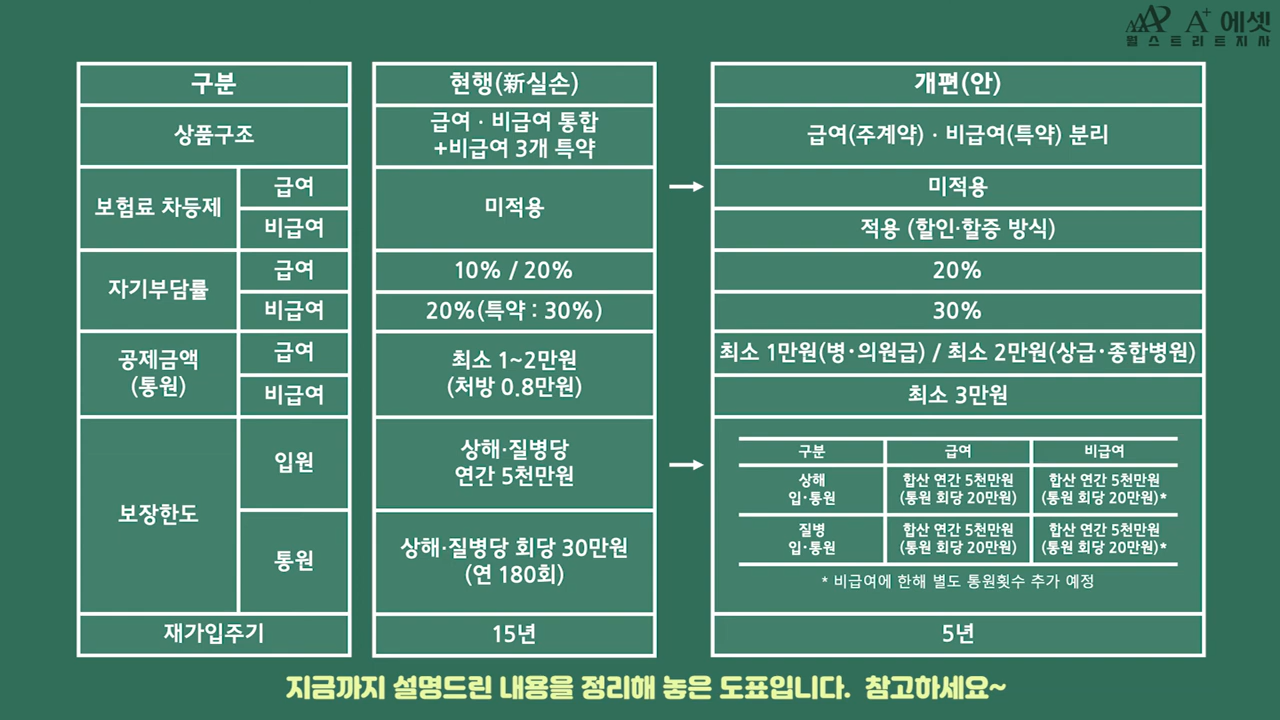 A⁺ 에셋
월스트리트지사
구분
현행(新실손)
개편(안)
상품구조
급여 · 비급여 통합
+비급여 3개 특약
급여(주계약) · 비급여(특약) 분리
보험료 차등제
급여
비급여
미적용
미적용
적용 (할인·할증 방식)
자기부담률
급여
10% / 20%
20%
비급여
20%(특약 : 30%)
30%
공제금액
(통원)
급여
비급여
최소 1~2만원
(처방 0.8만원)
최소 1만원(병·의원급) / 최소 2만원(상급·종합병원)
최소 3만원
보장한도
입원
상해·질병당
연간 5천만원
통원
상해·질병당 회당 30만원
(연 180회)
구분 급여 비급여
상해
입·통원
합산 연간 5천만원
(통원 회당 20만원)
합산 연간 5천만원
(통원 회당 20만원)*
질병
입·통원
합산 연간 5천만원
(통원 회당 20만원)
합산 연간 5천만원
(통원 회당 20만원)*
* 비급여에 한해 별도 통원횟수 추가 예정
재가입주기
15년
5년
지금까지 설명드린 내용을 정리해 놓은 도표입니다. 참고하세요~